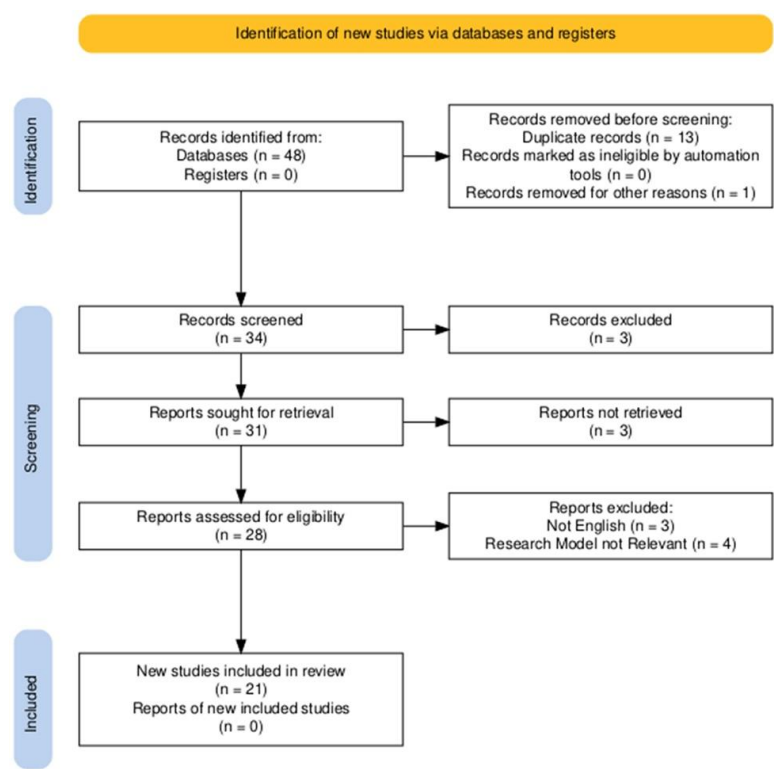 Identification of new studies via databases and registers
Identification
Records identified from:
Databases (n = 48)
Registers (n = 0)
Records removed before screening:
Duplicate records (n = 13)
Records marked as ineligible by automation
tools (n = 0)
Records removed for other reasons (n = 1)
Screening
Records screened
(n = 34)
Records excluded
(n = 3)
Reports sought for retrieval
(n = 31)
Reports not retrieved
(n = 3)
Reports assessed for eligibility
(n = 28)
Reports excluded:
Not English (n = 3)
Research Model not Relevant (n = 4)
Included
New studies included in review
(n = 21)
Reports of new included studies
(n = 0)